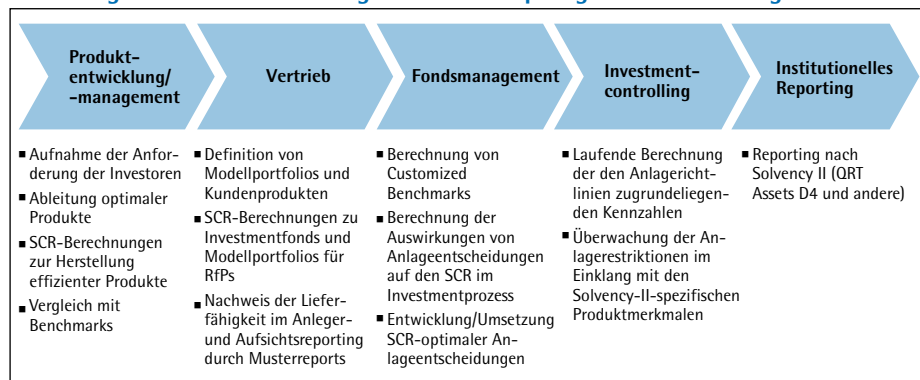 Produkt-
entwicklung/
-management
Vertrieb
Fondsmanagement
Investment-
controlling
Institutionelles
Reporting
▪ Aufnahme der Anfor-
derung der Investoren
▪ Ableitung optimaler
Produkte
▪ SCR-Berechnungen
zur Herstellung
effizienter Produkte
▪ Vergleich mit
Benchmarks
▪ Definition von
Modellportfolios und
Kundenprodukten
▪ SCR-Berechnungen zu
Investmentfonds und
Modellportfolios für
RfPs
▪ Nachweis der Liefer-
fähigkeit im Anleger-
und Aufsichtsreporting
durch Musterreports
▪ Berechnung von
Customized
Benchmarks
▪ Berechnung der
Auswirkungen von
Anlageentscheidungen
auf den SCR im
Investmentprozess
▪ Entwicklung/Umsetzung
SCR-optimaler An-
lageentscheidungen
▪ Laufende Berechnung
der den Anlagericht-
linien zugrundeliegen-
den Kennzahlen
▪ Überwachung der An-
lagerestriktionen im
Einklang mit den
Solvency-II-spezifischen
Produktmerkmalen
▪ Reporting nach
Solvency II (QRT
Assets D4 und andere)